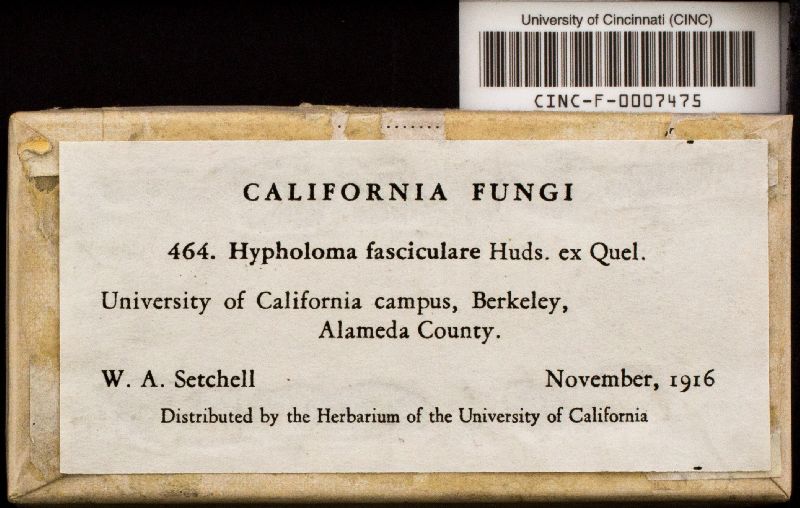 University of Cincinnati (CINC)
CINC-F-0007475
CALIFORNIA FUNGI
464. Hypholoma fasciculare Huds. ex Quel.
University of California campus, Berkeley,
Alameda County.
W. A. Setchell November, 1916
Distributed by the Herbarium of the University of California